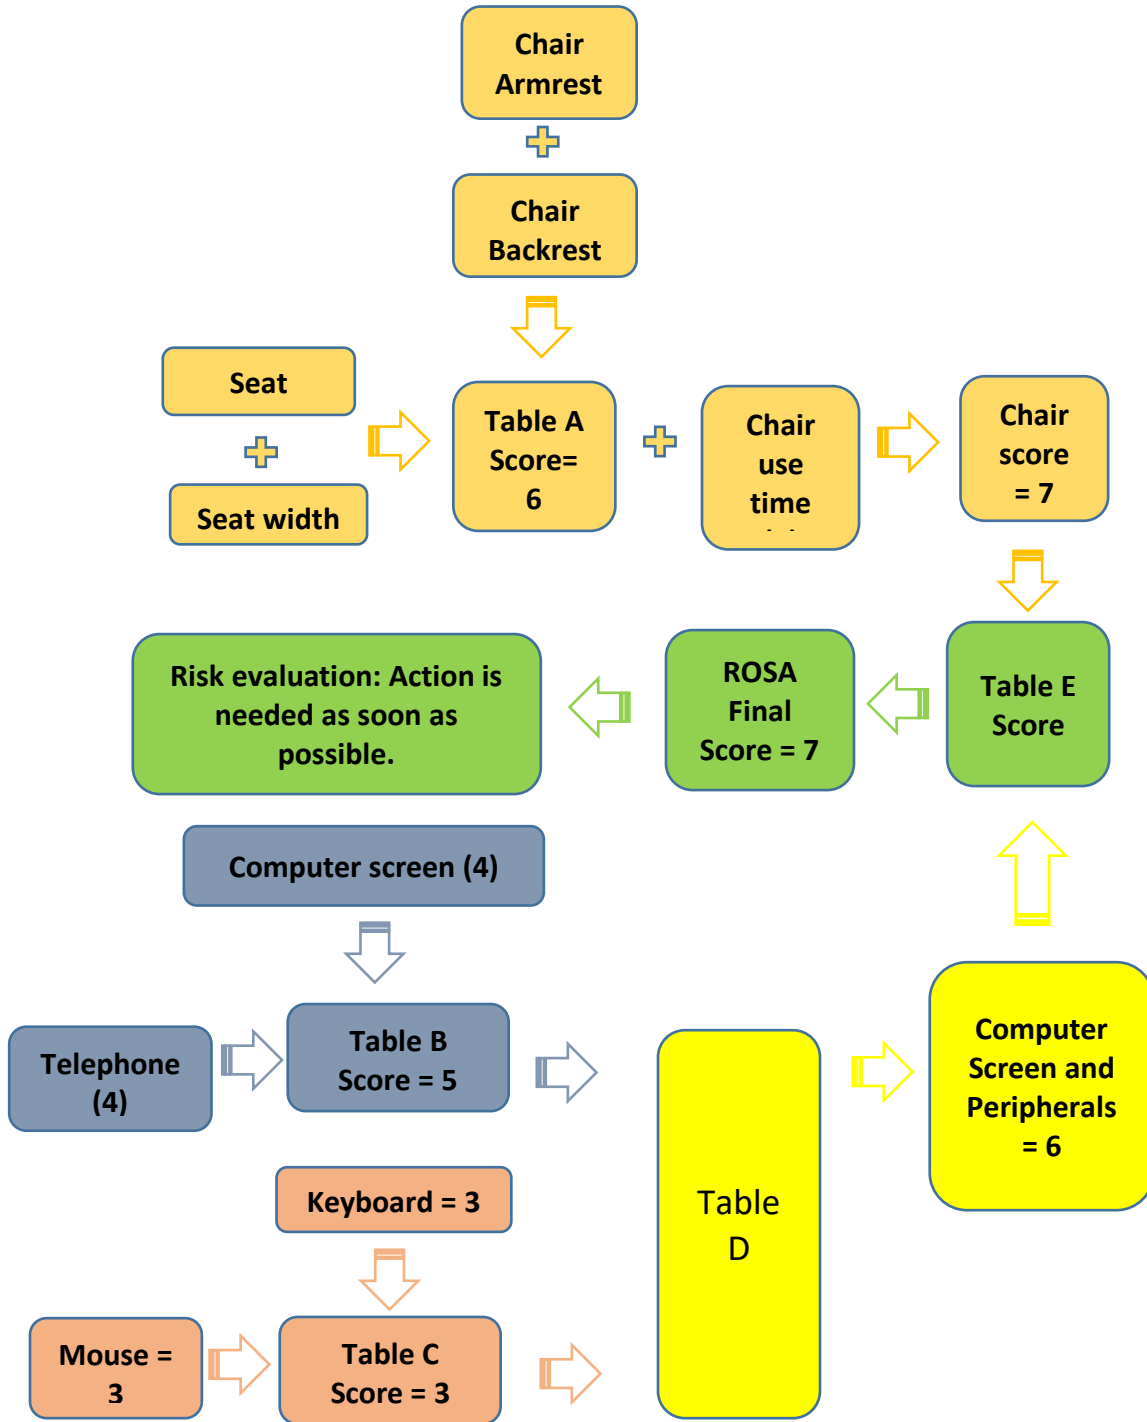 Chair
Armrest
Chair
Backrest
Seat
Seat width
Table A
Score=
6
Chair
use
time
Chair
score
= 7
Risk evaluation: Action is
needed as soon as
possible.
ROSA
Final
Score = 7
Table E
Score
Computer screen (4)
Telephone
(4)
Table B
Score = 5
Computer
Screen and
Peripherals
= 6
Keyboard = 3
Table
D
Mouse =
3
Table C
Score = 3